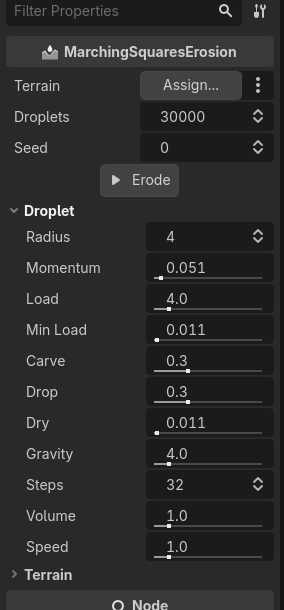 Filter Properties
MarchingSquaresErosion
Terrain Assign...
Droplets 30000
Seed 0
Erode
Droplet
Radius 4
Momentum 0.051
Load 4.0
Min Load 0.011
Carve 0.3
Drop 0.3
Dry 0.011
Gravity 4.0
Steps 32
Volume 1.0
Speed 1.0
Terrain
Node